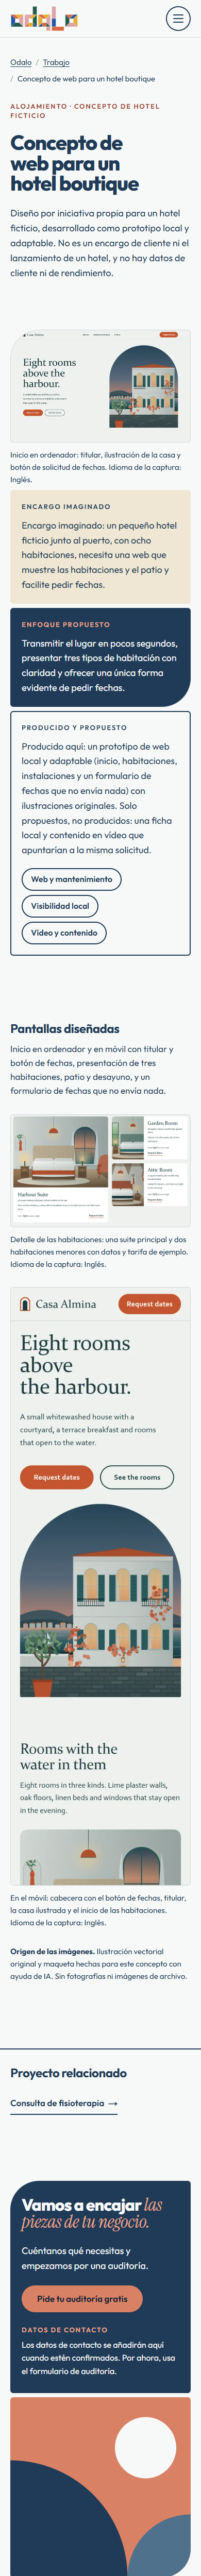 odalo
Odalo / Trabajo
/ Concepto de web para un hotel boutique
ALOJAMIENTO · CONCEPTO DE HOTEL
FICTICIO
Concepto de
web para un
hotel boutique
Diseño por iniciativa propia para un hotel
ficticio, desarrollado como prototipo local y
adaptable. No es un encargo de cliente ni el
lanzamiento de un hotel, y no hay datos de
cliente ni de rendimiento.
Casa Almina
Eight rooms
above the
harbour.
Inicio en ordenador: titular, ilustración de la casa y
botón de solicitud de fechas. Idioma de la captura:
Inglés.
ENCARGO IMAGINADO
Encargo imaginado: un pequeño hotel
ficticio junto al puerto, con ocho
habitaciones, necesita una web que
muestre las habitaciones y el patio y
facilite pedir fechas.
ENFOQUE PROPUESTO
Transmitir el lugar en pocos segundos,
presentar tres tipos de habitación con
claridad y ofrecer una única forma
evidente de pedir fechas.
PRODUCIDO Y PROPUESTO
Producido aquí: un prototipo de web
local y adaptable (inicio, habitaciones,
instalaciones y un formulario de
fechas que no envía nada) con
ilustraciones originales. Solo
propuestos, no producidos: una ficha
local y contenido en vídeo que
apuntarían a la misma solicitud.
Web y mantenimiento
Visibilidad local
Vídeo y contenido
Pantallas diseñadas
Inicio en ordenador y en móvil con titular y
botón de fechas, presentación de tres
habitaciones, patio y desayuno, y un
formulario de fechas que no envía nada.
Harbour Suite
Garden Room
Attic Room
Detalle de las habitaciones: una suite principal y dos
habitaciones menores con datos y tarifa de ejemplo.
Idioma de la captura: Inglés.
Casa Almina
Request dates
Eight rooms
above
the harbour.
A small whitewashed house with a
courtyard, a terrace breakfast and rooms
that open to the water.
Request dates
See the rooms
Rooms with the
water in them
Eight rooms in three kinds. Lime plaster walls,
oak floors, linen beds and windows that stay open
in the evening.
En el móvil: cabecera con el botón de fechas, titular,
la casa ilustrada y el inicio de las habitaciones.
Idioma de la captura: Inglés.
Origen de las imágenes. Ilustración vectorial
original y maqueta hechas para este concepto con
ayuda de IA. Sin fotografías ni imágenes de archivo.
Proyecto relacionado
Consulta de fisioterapia →
Vamos a encajar las
piezas de tu negocio.
Cuéntanos qué necesitas y
empezamos por una auditoría.
Pide tu auditoría gratis
DATOS DE CONTACTO
Los datos de contacto se añadirán aquí
cuando estén confirmados. Por ahora, usa
el formulario de auditoría.